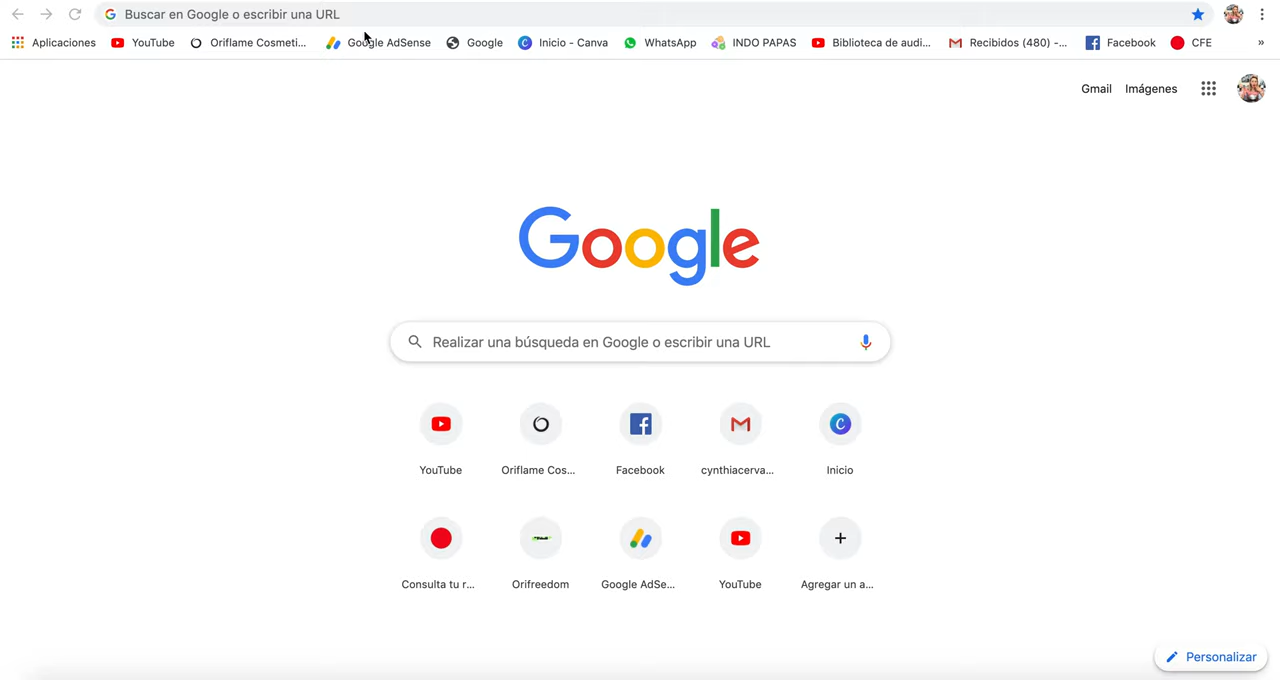 Buscar en Google o escribir una URL
Aplicaciones YouTube Oriflame Cosmeti... Google AdSense Google Inicio - Canva WhatsApp INDO PAPAS Biblioteca de audi... Recibidos (480) -... Facebook CFE »
Gmail Imágenes
Google
Realizar una búsqueda en Google o escribir una URL
YouTube Oriflame Cos... Facebook cynthiacerva... Inicio
Consulta tu r... Orifreedom Google AdSe... YouTube Agregar un a...
Personalizar